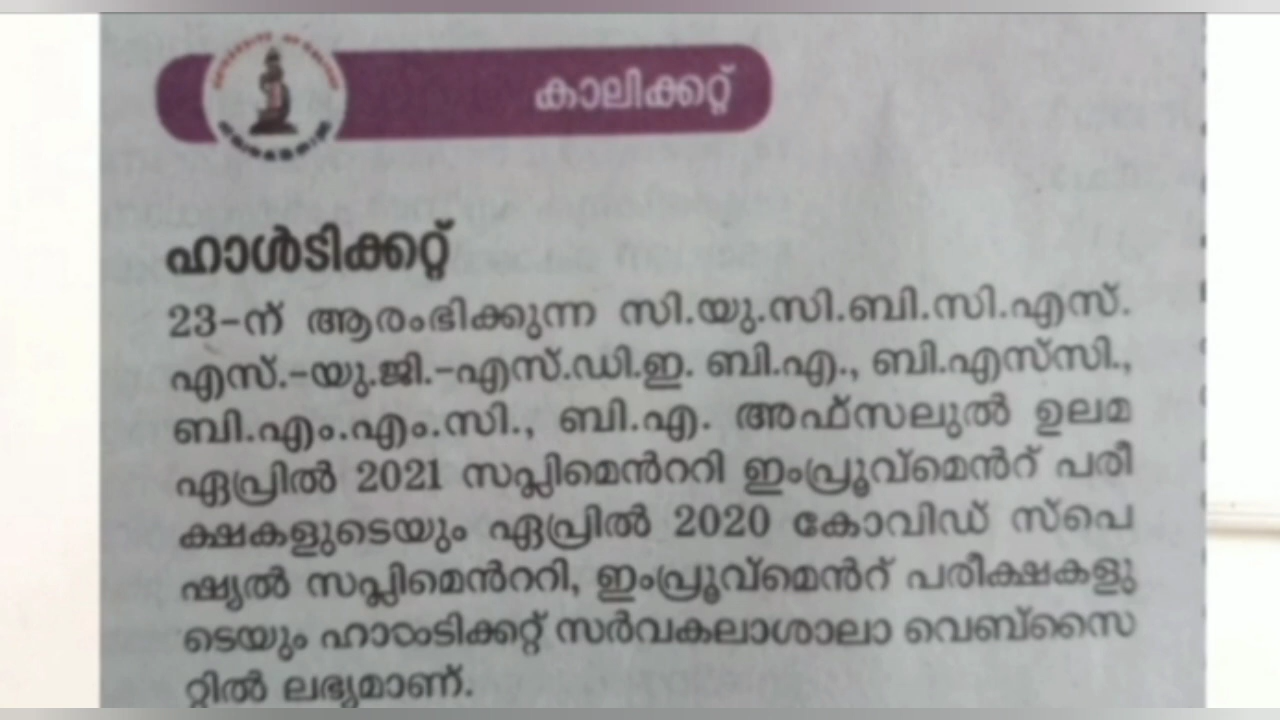 കാലിക്കറ്റ്
ഹാൾടിക്കറ്റ്
23-ന് ആരംഭിക്കുന്ന സി.യു.സി.ബി.സി.എസ്.
എസ്.-യു.ജി.-എസ്.ഡി.ഇ. ബി.എ., ബി.എസ്‌സി.,
ബി.എം.എം.സി., ബി.എ. അഫ്സലുൽ ഉലമ
ഏപ്രിൽ 2021 സപ്ലിമെൻററി ഇംപ്രൂവ്മെൻറ് പരീ
ക്ഷകളുടെയും ഏപ്രിൽ 2020 കോവിഡ് സ്പെ
ഷ്യൽ സപ്ലിമെൻററി, ഇംപ്രൂവ്മെൻറ് പരീക്ഷകളു
ടെയും ഹാഠംടിക്കറ്റ് സർവകലാശാലാ വെബ്സൈ
റ്റിൽ ലഭ്യമാണ്.